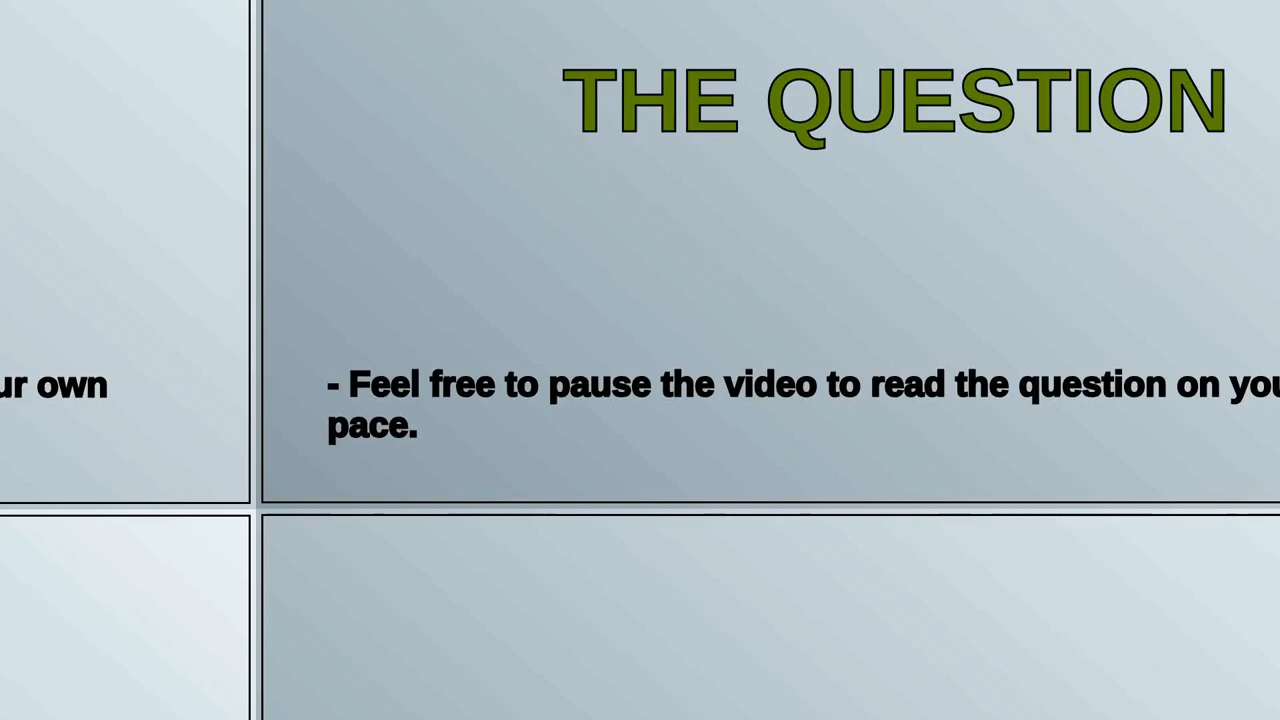 THE QUESTION
ur own
- Feel free to pause the video to read the question on you
pace.